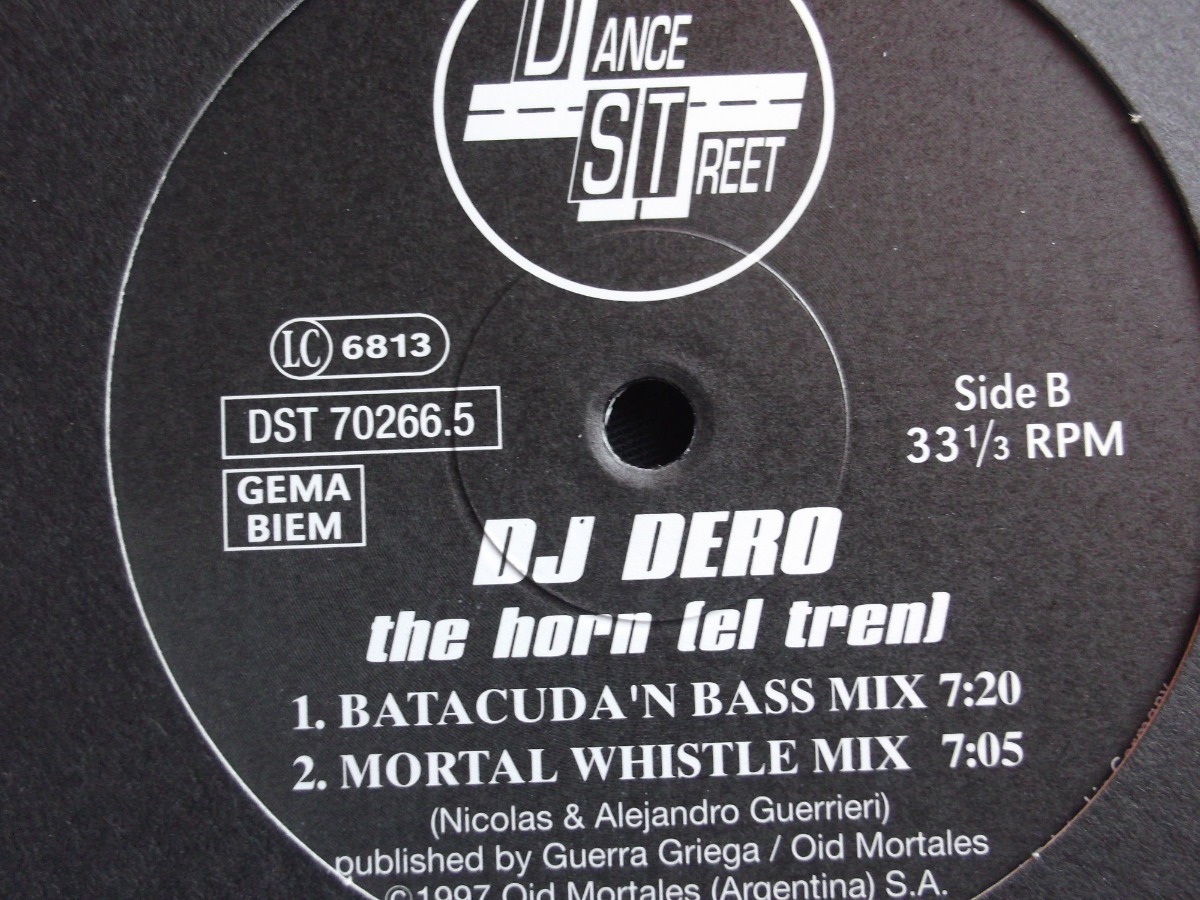 DANCE
STREET
LC 6813
DST 70266.5
GEMA
BIEM
Side B
33 1/3 RPM
DJ DERO
the horn (el tren)
1. BATACUDA'N BASS MIX 7:20
2. MORTAL WHISTLE MIX 7:05
(Nicolas & Alejandro Guerrieri)
published by Guerra Griega / Oid Mortales
©1997 Oid Mortales (Argentina) S.A.